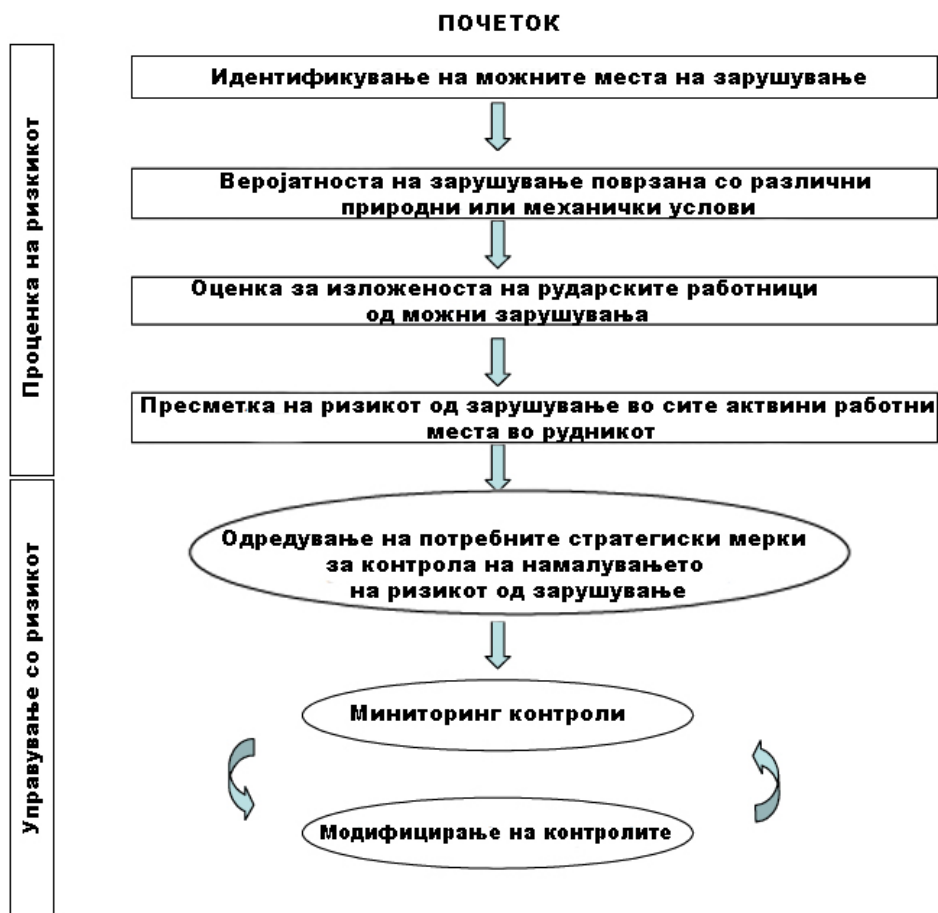 ПОЧЕТОК
Проценка на ризкикот
Идентификување на можните места на зарушување
Веројатноста на зарушување поврзана со различни
природни или механички услови
Оценка за изложеноста на рударските работници
од можни зарушувања
Пресметка на ризикот од зарушување во сите актвини работни
места во рудникот
Управување со ризикот
Одредување на потребните стратегиски мерки
за контрола на намалувањето
на ризикот од зарушување
Миниторинг контроли
Модифицирање на контролите